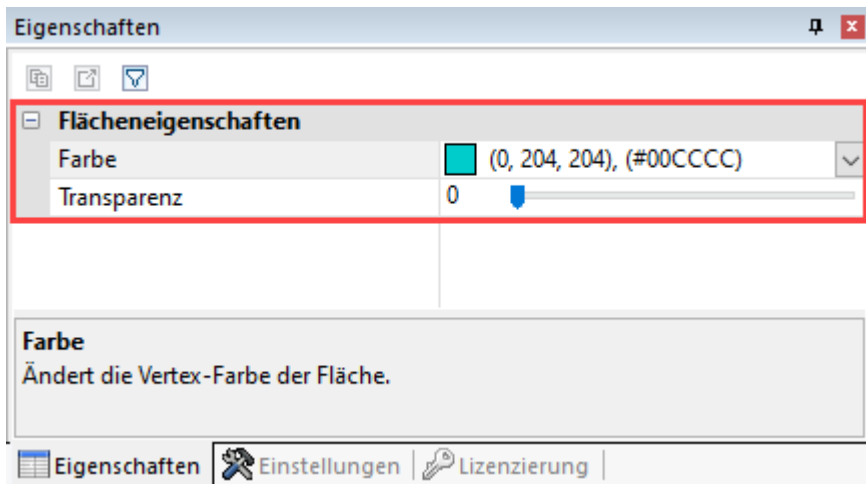 Eigenschaften
Flächeneigenschaften
Farbe (0, 204, 204), (#00CCCC)
Transparenz 0
Farbe
Ändert die Vertex-Farbe der Fläche.
Eigenschaften Einstellungen Lizenzierung